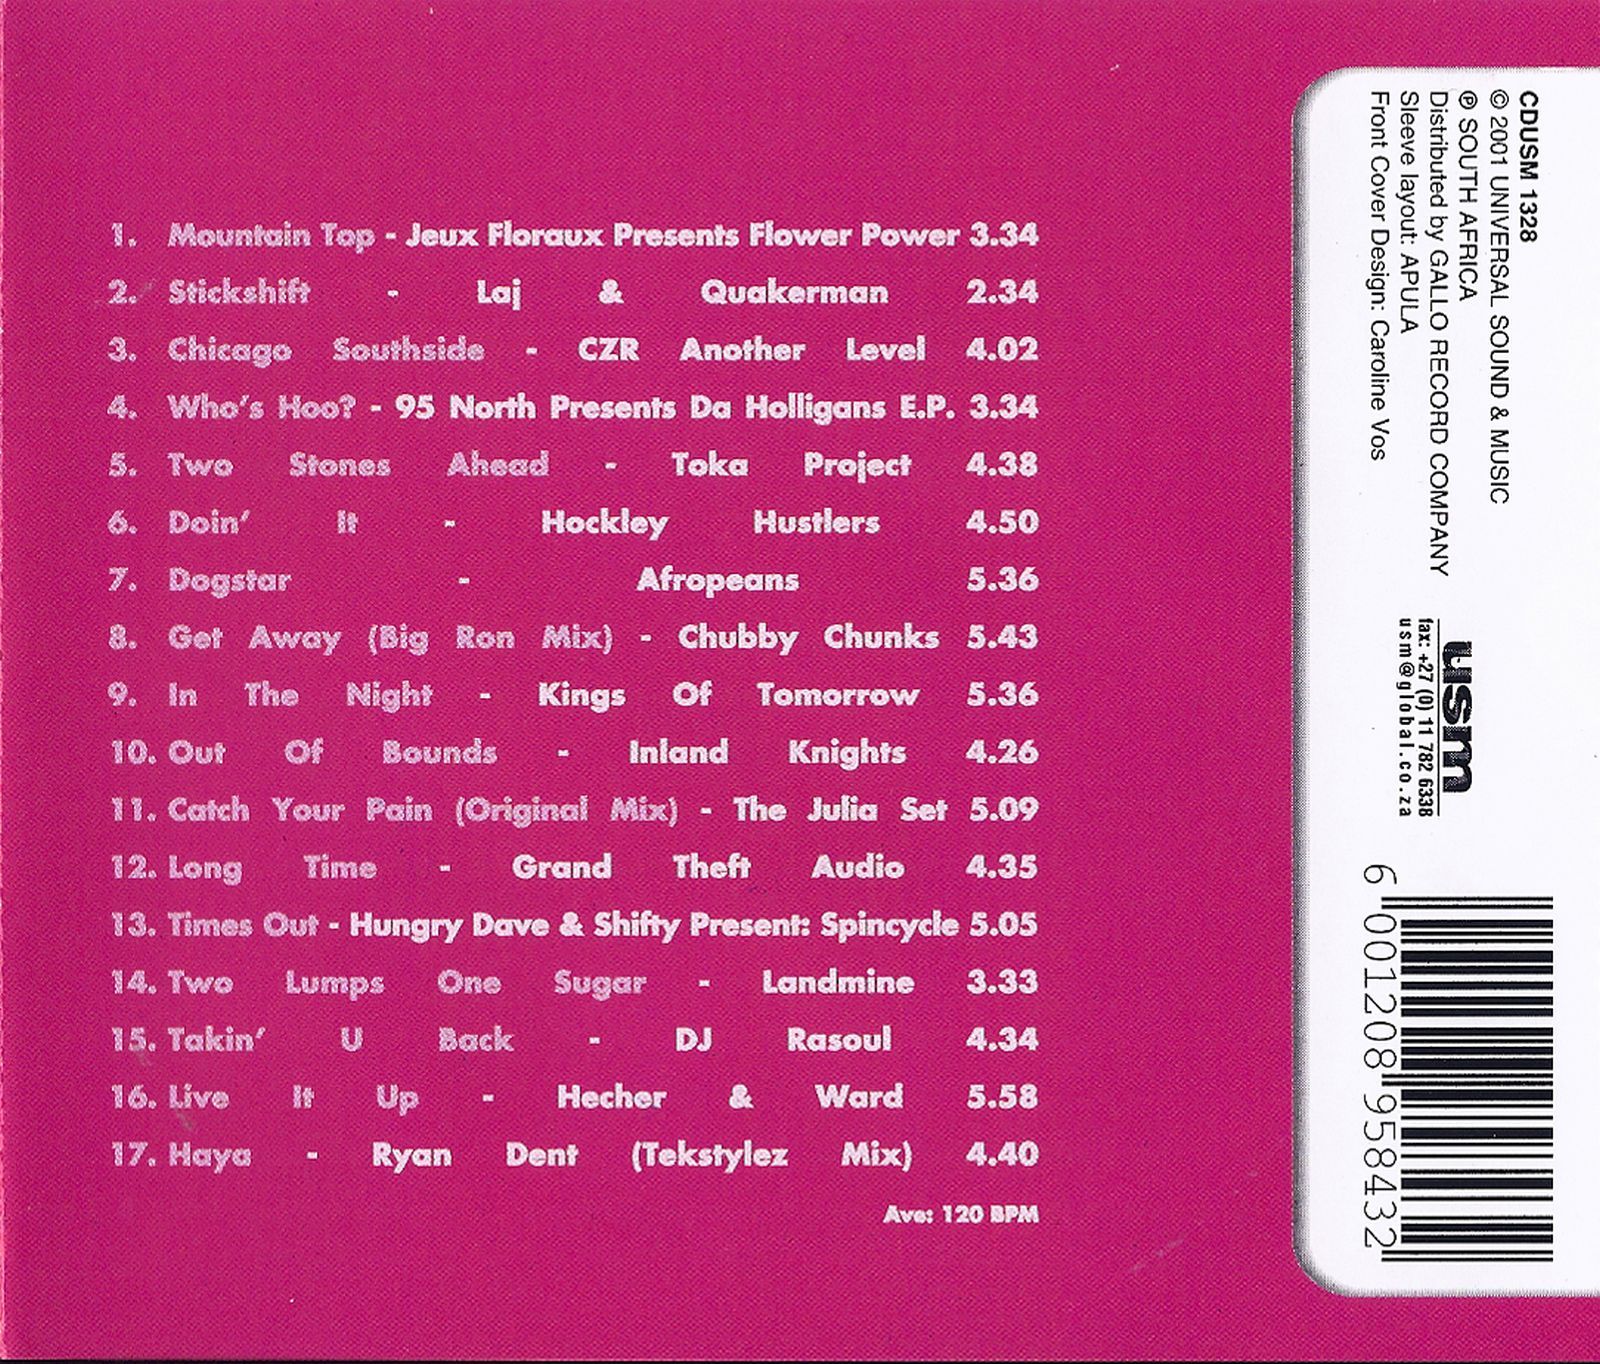 1. Mountain Top - Jeux Floraux Presents Flower Power 3.34
2. Stickshift - Laj & Quakerman 2.34
3. Chicago Southside - CZR Another Level 4.02
4. Who's Hoo? - 95 North Presents Da Holligans E.P. 3.34
5. Two Stones Ahead - Toka Project 4.38
6. Doin' It - Hockley Hustlers 4.50
7. Dogstar - Afropeans 5.36
8. Get Away (Big Ron Mix) - Chubby Chunks 5.43
9. In The Night - Kings Of Tomorrow 5.36
10. Out Of Bounds - Inland Knights 4.26
11. Catch Your Pain (Original Mix) - The Julia Set 5.09
12. Long Time - Grand Theft Audio 4.35
13. Times Out - Hungry Dave & Shifty Present: Spincycle 5.05
14. Two Lumps One Sugar - Landmine 3.33
15. Takin' U Back - DJ Rasoul 4.34
16. Live It Up - Hecher & Ward 5.58
17. Haya - Ryan Dent (Tekstylez Mix) 4.40
Ave: 120 BPM
CDUSM 1328
© 2001 UNIVERSAL SOUND & MUSIC
℗ SOUTH AFRICA
Distributed by GALLO RECORD COMPANY
Sleeve layout: APULA
Front Cover Design: Caroline Vos
usm
fax: +27 (0) 11 782 6338
usm@global.co.za
6 001208 958432